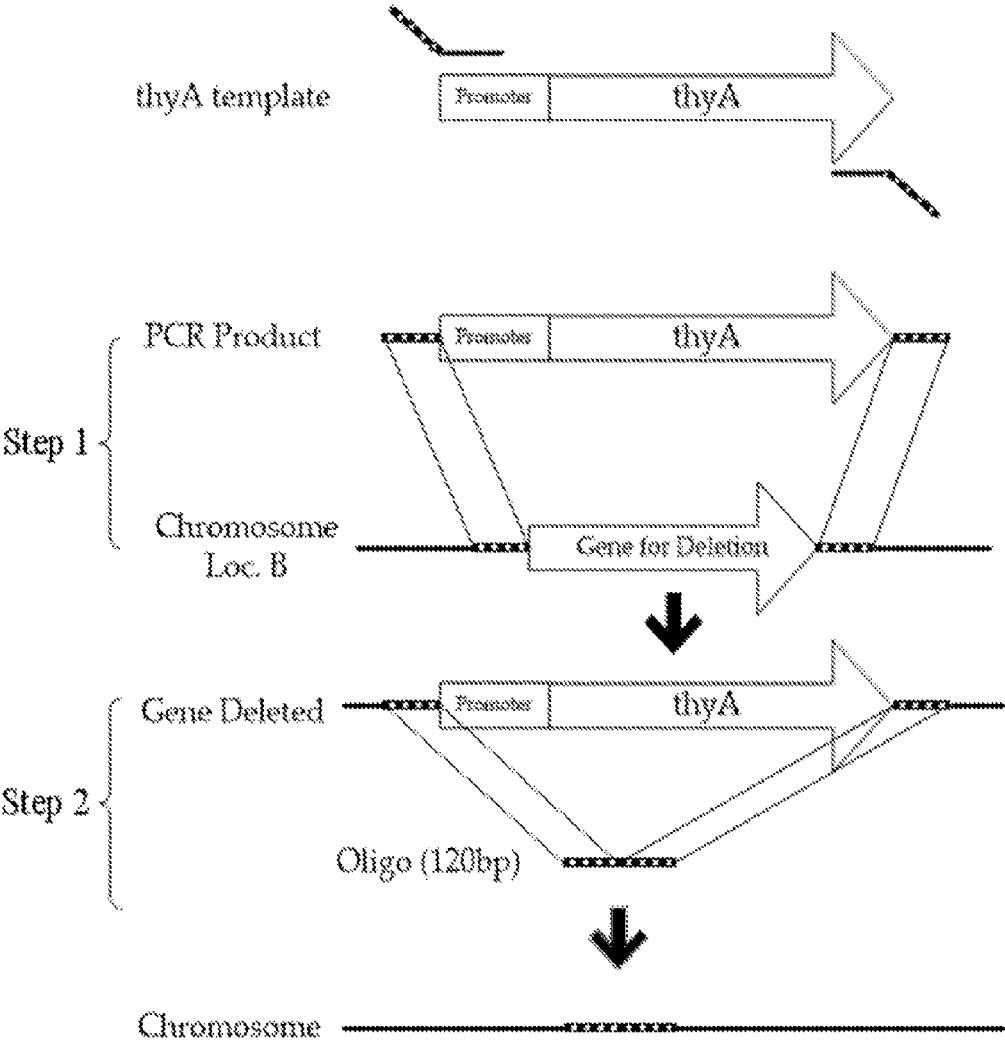 thyA template
Promoter
thyA
PCR Product
Promoter
thyA
Step 1
Chromosome
Loc. B
Gene for Deletion
Gene Deleted
Promoter
thyA
Step 2
Oligo (120bp)
Chromosome